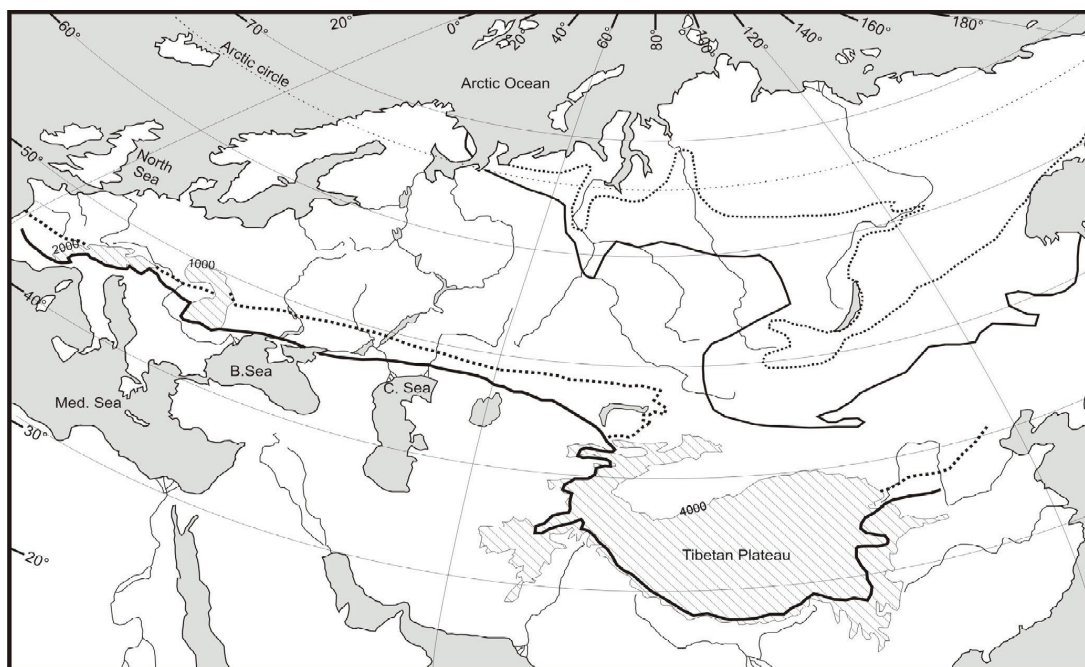 60°
70°
20°
0°
20°
40°
60°
80°
100°
120°
140°
160°
180°
Arctic circle
Arctic Ocean
50°
North
Sea
2000
1000
40°
B.Sea
C. Sea
Med. Sea
30°
4000
Tibetan Plateau
20°